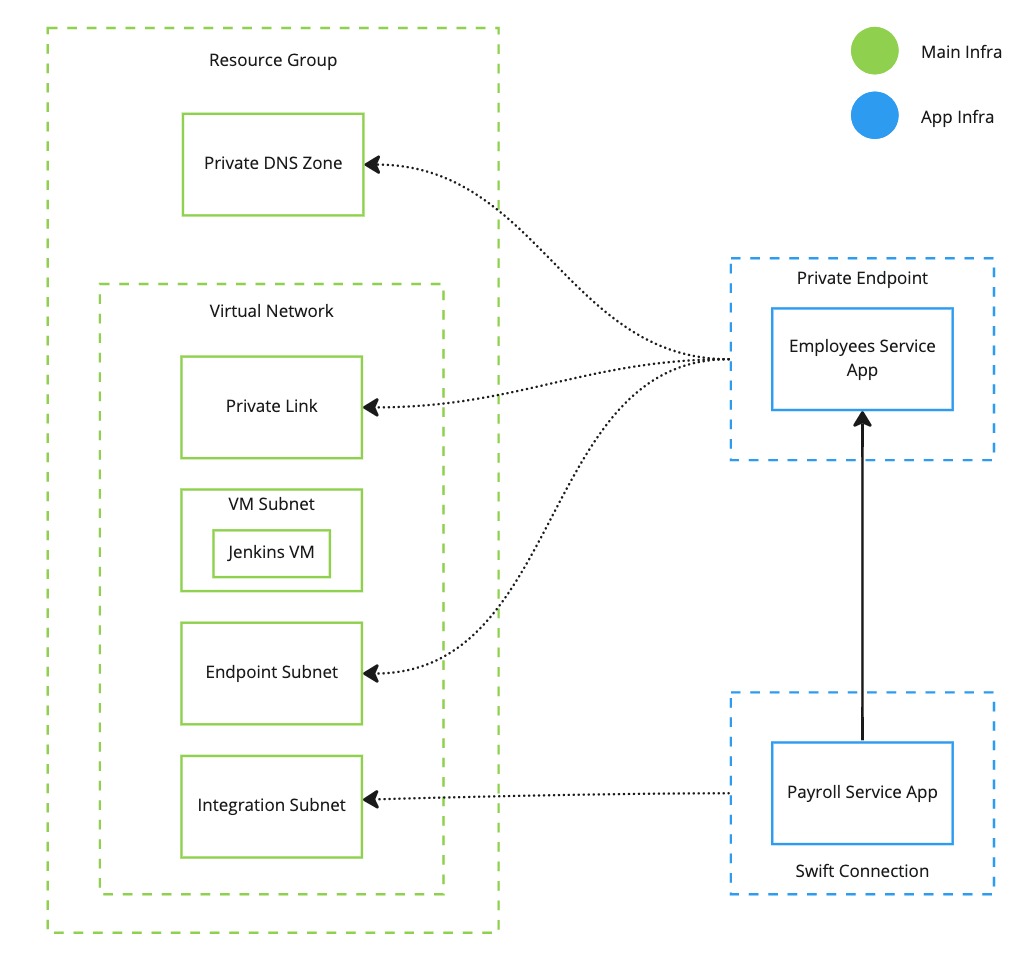 Resource Group
Main Infra
App Infra
Private DNS Zone
Private Endpoint
Employees Service
App
Virtual Network
Private Link
VM Subnet
Jenkins VM
Endpoint Subnet
Integration Subnet
Payroll Service App
Swift Connection